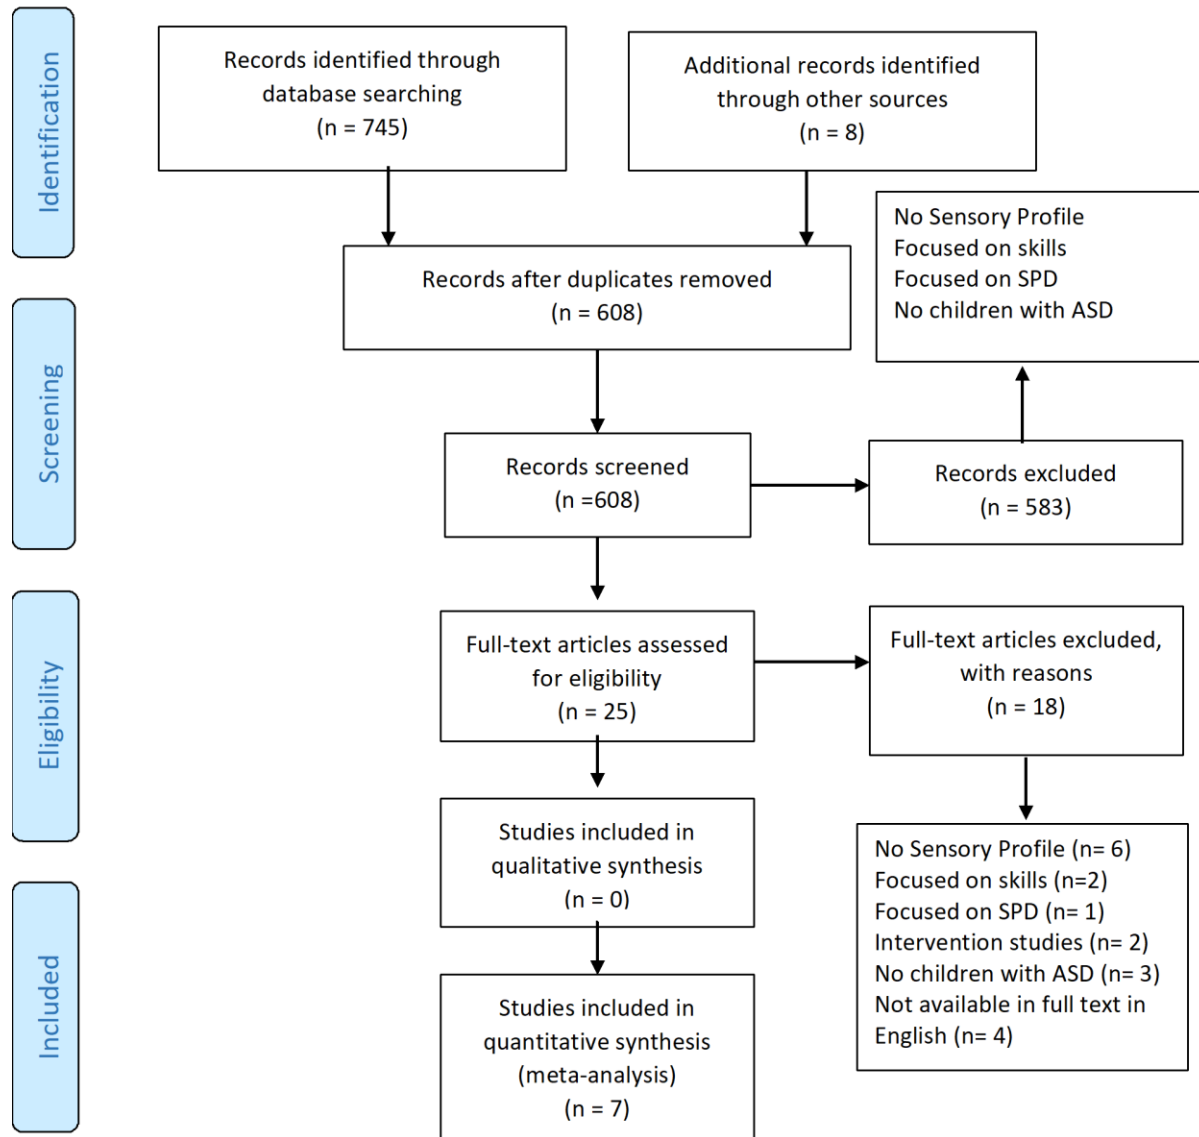 Identification
Records identified through
database searching
(n = 745)
Additional records identified
through other sources
(n = 8)
Records after duplicates removed
(n = 608)
No Sensory Profile
Focused on skills
Focused on SPD
No children with ASD
Screening
Records screened
(n =608)
Records excluded
(n = 583)
Eligibility
Full-text articles assessed
for eligibility
(n = 25)
Full-text articles excluded,
with reasons
(n = 18)
Studies included in
qualitative synthesis
(n = 0)
No Sensory Profile (n= 6)
Focused on skills (n=2)
Focused on SPD (n= 1)
Intervention studies (n= 2)
No children with ASD (n= 3)
Not available in full text in
English (n= 4)
Included
Studies included in
quantitative synthesis
(meta-analysis)
(n = 7)